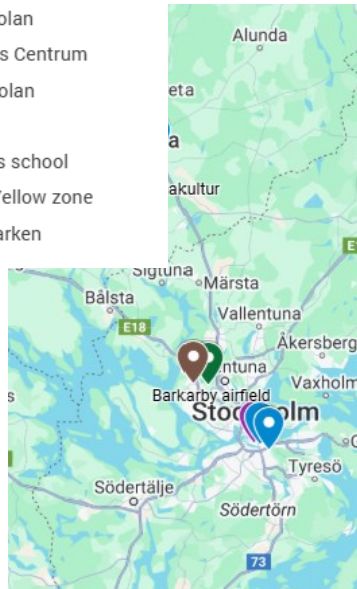 olan
s Centrum
olan
s school
Yellow zone
arken
Alunda
eta
a
akultur
E
Sigtuna
Märsta
Bålsta
Vallentuna
E18
Åkersberg
ntuna
Vaxholm
Barkarby airfield
Stockholm
s
Tyresö
Södertälje
Södertörn
73